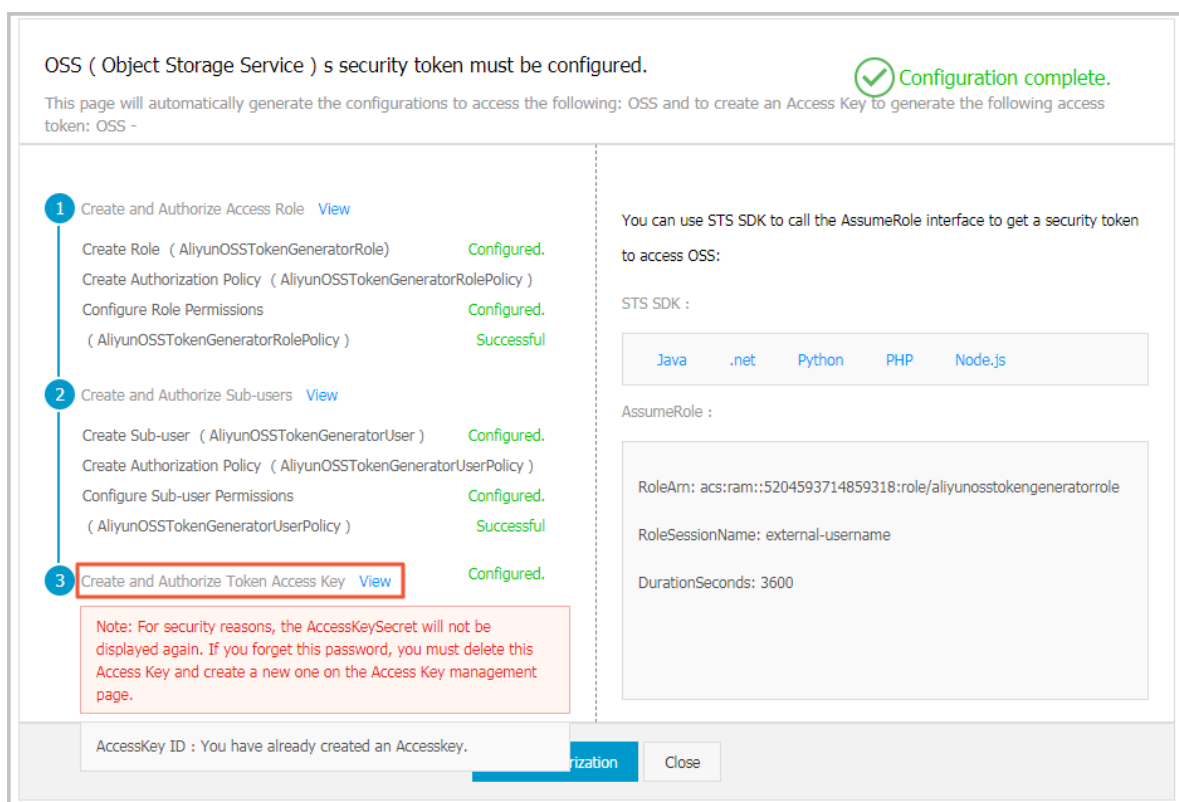 OSS ( Object Storage Service ) s security token must be configured.
Configuration complete.
This page will automatically generate the configurations to access the following: OSS and to create an Access Key to generate the following access
token: OSS -
1 Create and Authorize Access Role View
Create Role ( AliyunOSSTokenGeneratorRole) Configured.
Create Authorization Policy ( AliyunOSSTokenGeneratorRolePolicy )
Configure Role Permissions Configured.
( AliyunOSSTokenGeneratorRolePolicy ) Successful
2 Create and Authorize Sub-users View
Create Sub-user ( AliyunOSSTokenGeneratorUser ) Configured.
Create Authorization Policy ( AliyunOSSTokenGeneratorUserPolicy )
Configure Sub-user Permissions Configured.
( AliyunOSSTokenGeneratorUserPolicy ) Successful
3 Create and Authorize Token Access Key View Configured.
Note: For security reasons, the AccessKeySecret will not be
displayed again. If you forget this password, you must delete this
Access Key and create a new one on the Access Key management
page.
AccessKey ID : You have already created an Accesskey.
You can use STS SDK to call the AssumeRole interface to get a security token
to access OSS:
STS SDK :
Java .net Python PHP Node.js
AssumeRole :
RoleArn: acs:ram::5204593714859318:role/aliyunosstokengeneratorrole
RoleSessionName: external-username
DurationSeconds: 3600
rization Close